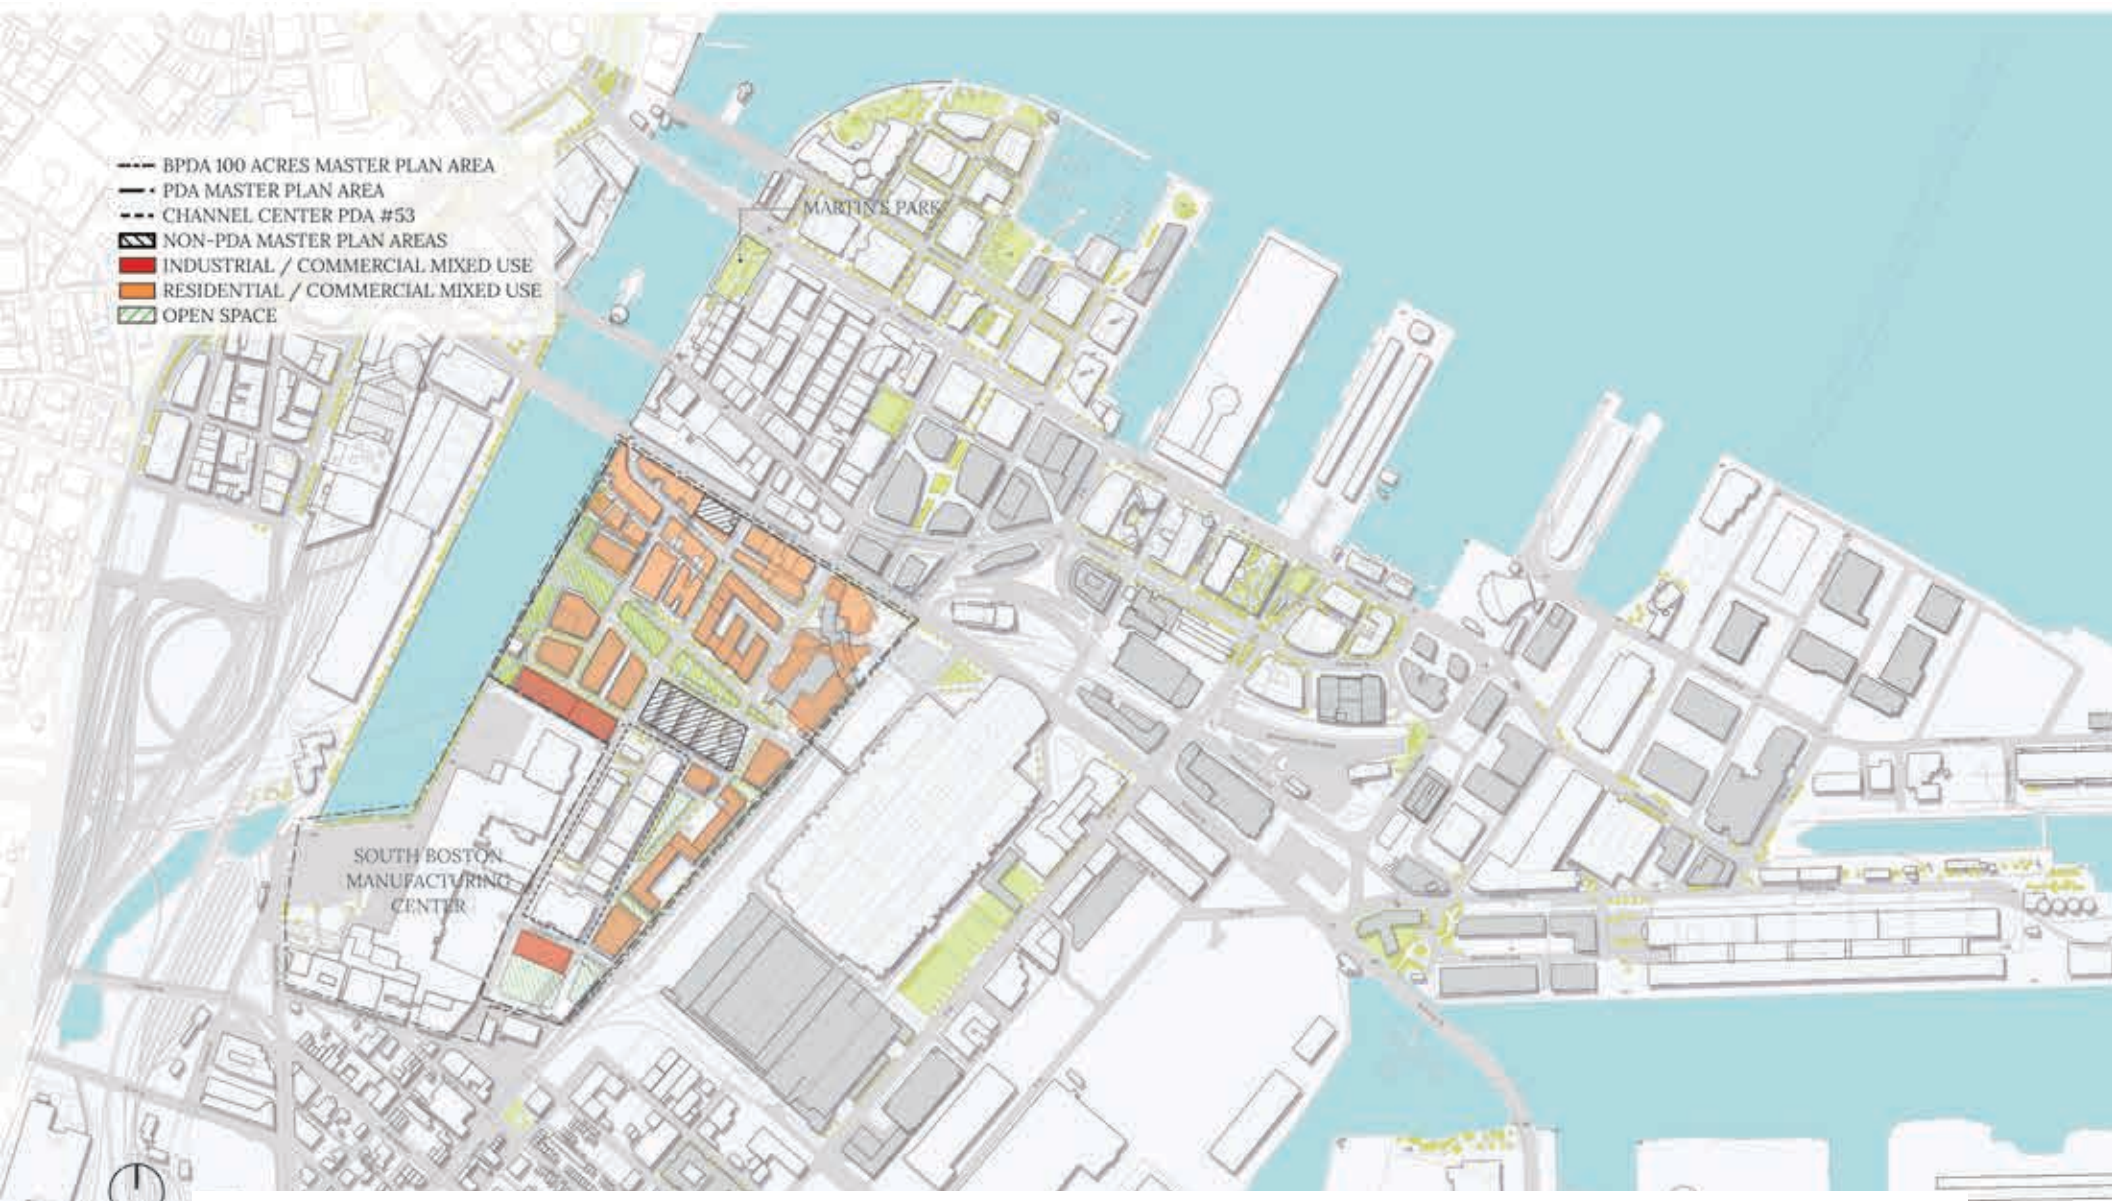 BPDA 100 ACRES MASTER PLAN AREA
PDA MASTER PLAN AREA
CHANNEL CENTER PDA #53
NON-PDA MASTER PLAN AREAS
INDUSTRIAL / COMMERCIAL MIXED USE
RESIDENTIAL / COMMERCIAL MIXED USE
OPEN SPACE
MARTIN'S PARK
SOUTH BOSTON
MANUFACTURING
CENTER